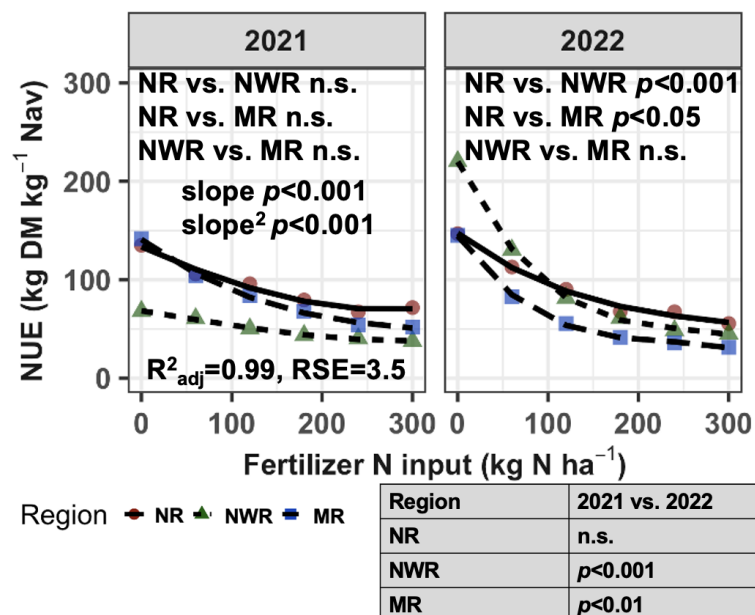 2021
2022
NUE (kg DM kg⁻¹ Nav)
300
200
100
0
NR vs. NWR n.s.
NR vs. MR n.s.
NWR vs. MR n.s.
slope p<0.001
slope² p<0.001
R²adj=0.99, RSE=3.5
NR vs. NWR p<0.001
NR vs. MR p<0.05
NWR vs. MR n.s.
0 100 200 300
0 100 200 300
Fertilizer N input (kg N ha⁻¹)
Region NR NWR MR
Region 2021 vs. 2022
NR n.s.
NWR p<0.001
MR p<0.01